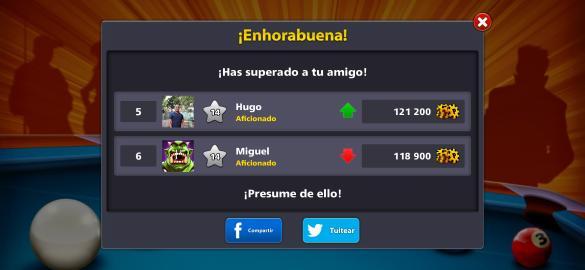 ¡Enhorabuena!
¡Has superado a tu amigo!
5 14 Hugo 121 200
Aficionado
6 14 Miguel 118 900
Aficionado
¡Presume de ello!
f Compartir Tuitear
3